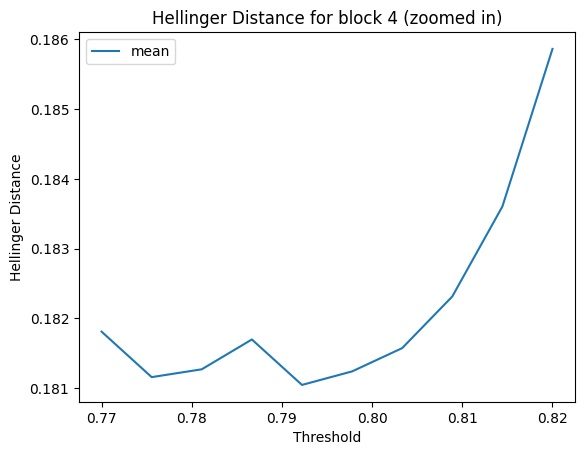 Hellinger Distance for block 4 (zoomed in)
mean
0.186
0.185
0.184
0.183
0.182
0.181
Hellinger Distance
0.77 0.78 0.79 0.80 0.81 0.82
Threshold